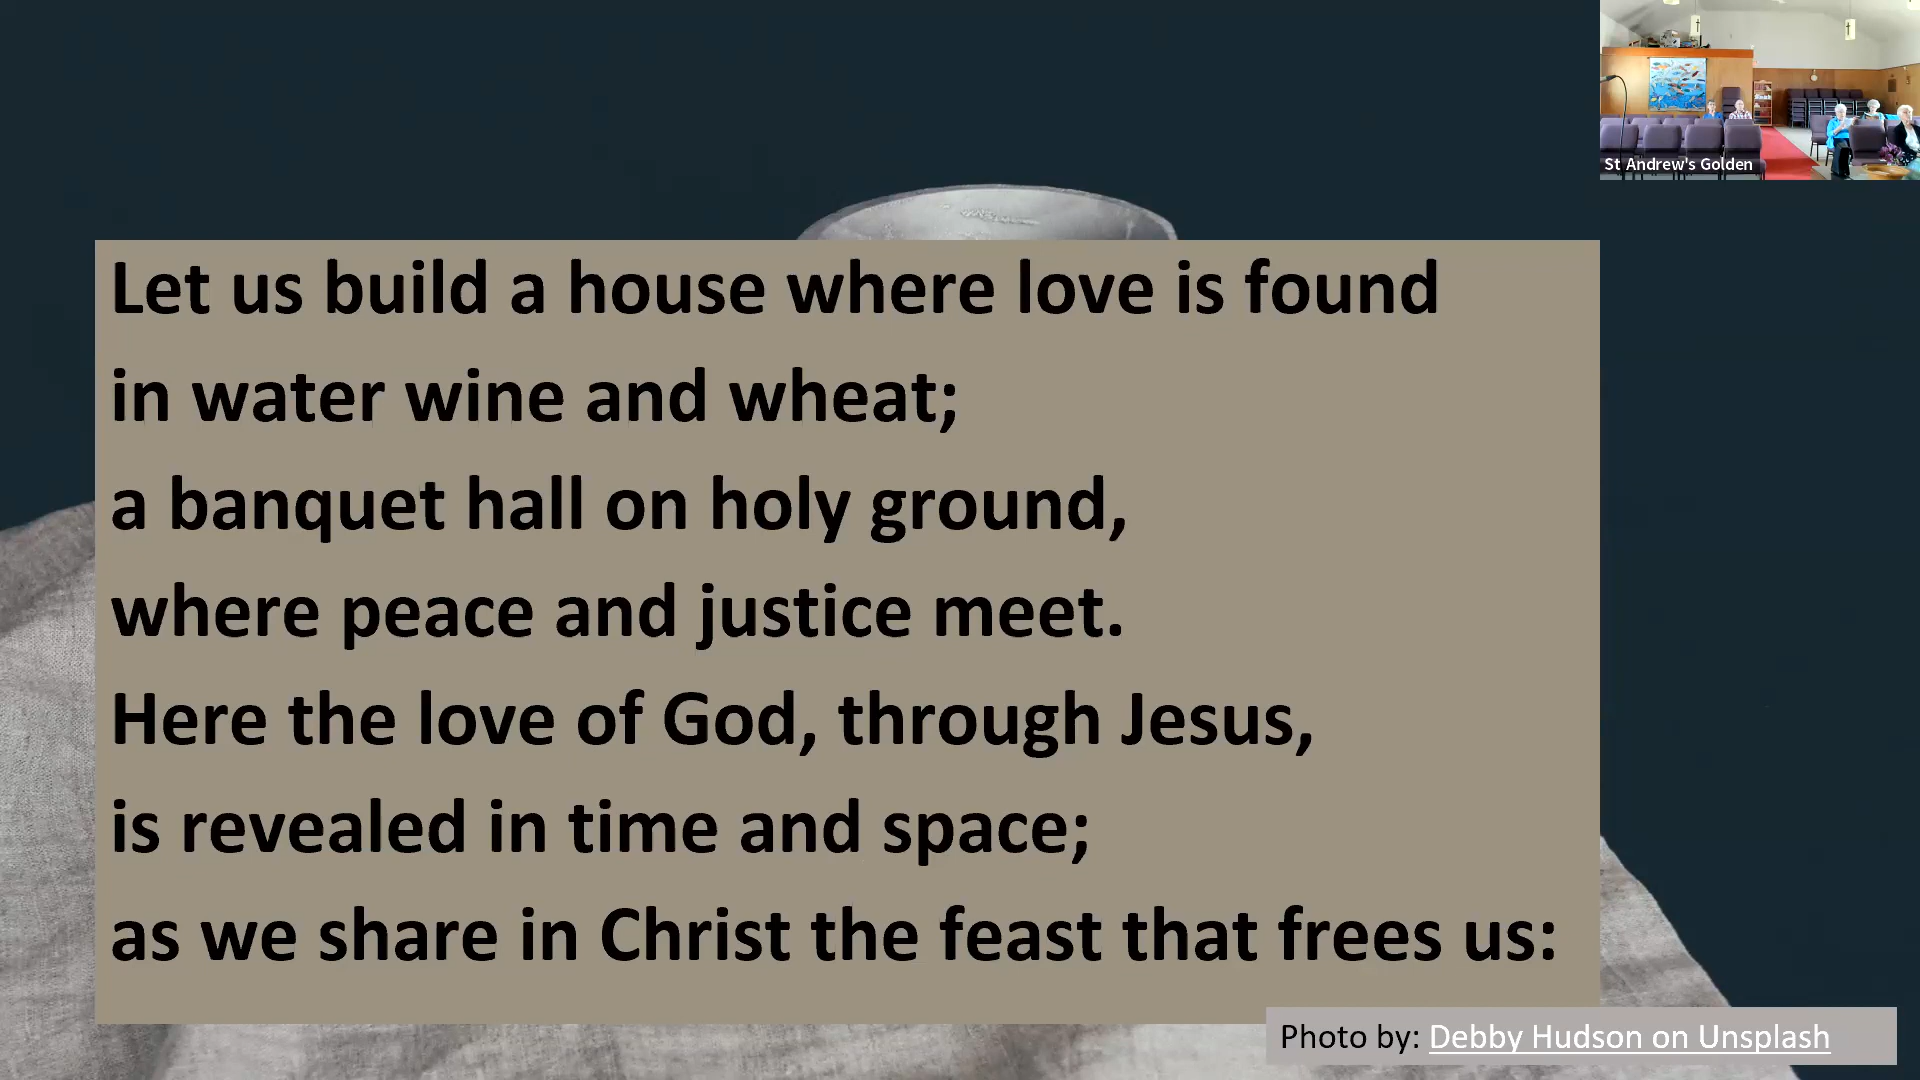 St Andrew's Golden
Let us build a house where love is found
in water wine and wheat;
a banquet hall on holy ground,
where peace and justice meet.
Here the love of God, through Jesus,
is revealed in time and space;
as we share in Christ the feast that frees us:
Photo by: Debby Hudson on Unsplash